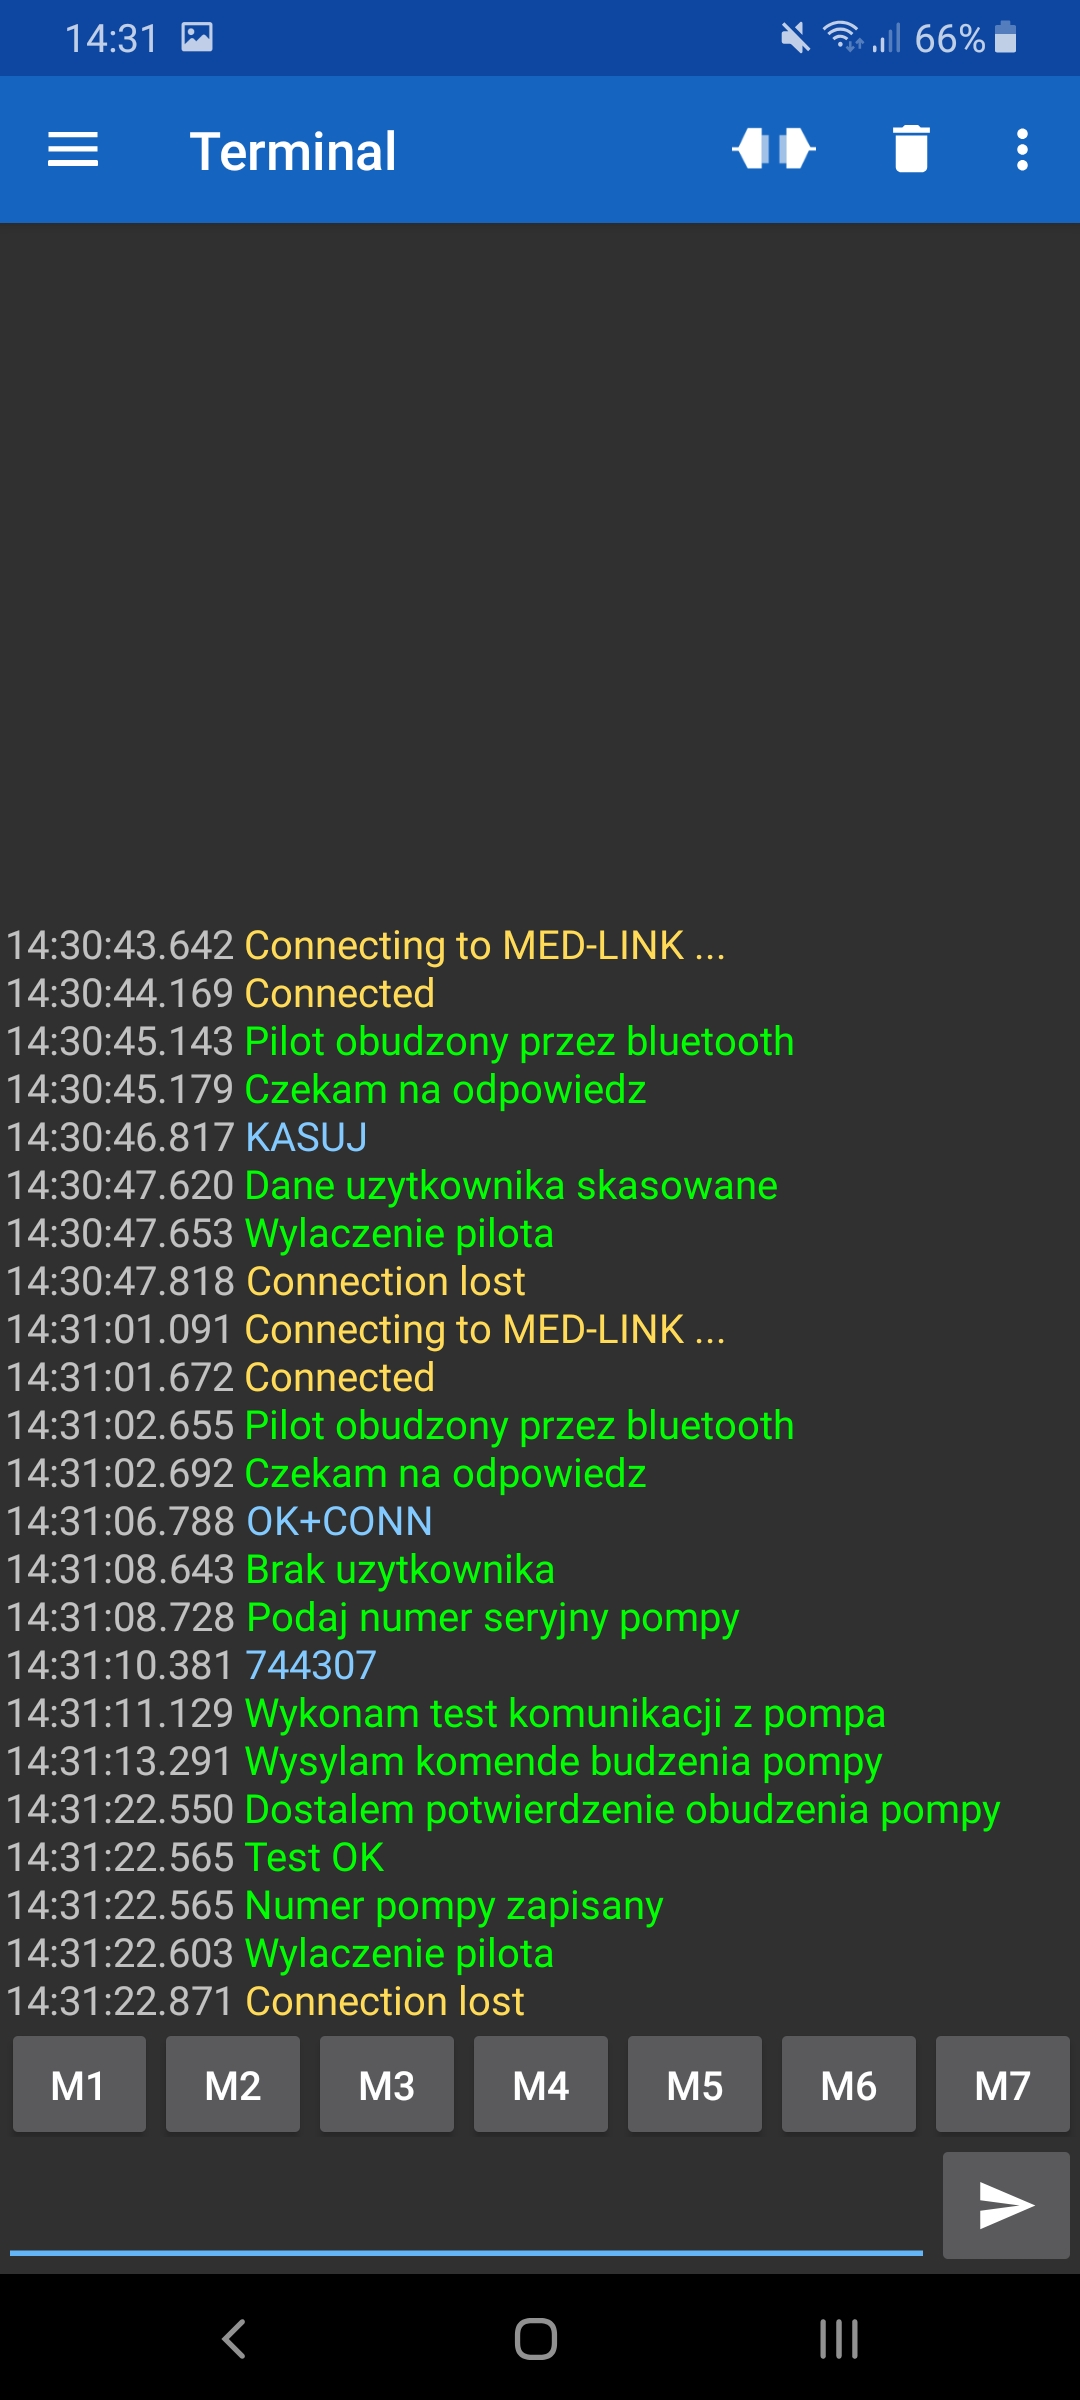 14:31 66%
Terminal
14:30:43.642 Connecting to MED-LINK ...
14:30:44.169 Connected
14:30:45.143 Pilot obudzony przez bluetooth
14:30:45.179 Czekam na odpowiedz
14:30:46.817 KASUJ
14:30:47.620 Dane uzytkownika skasowane
14:30:47.653 Wylaczenie pilota
14:30:47.818 Connection lost
14:31:01.091 Connecting to MED-LINK ...
14:31:01.672 Connected
14:31:02.655 Pilot obudzony przez bluetooth
14:31:02.692 Czekam na odpowiedz
14:31:06.788 OK+CONN
14:31:08.643 Brak uzytkownika
14:31:08.728 Podaj numer seryjny pompy
14:31:10.381 744307
14:31:11.129 Wykonam test komunikacji z pompa
14:31:13.291 Wysylam komende budzenia pompy
14:31:22.550 Dostalem potwierdzenie obudzenia pompy
14:31:22.565 Test OK
14:31:22.565 Numer pompy zapisany
14:31:22.603 Wylaczenie pilota
14:31:22.871 Connection lost
M1 M2 M3 M4 M5 M6 M7